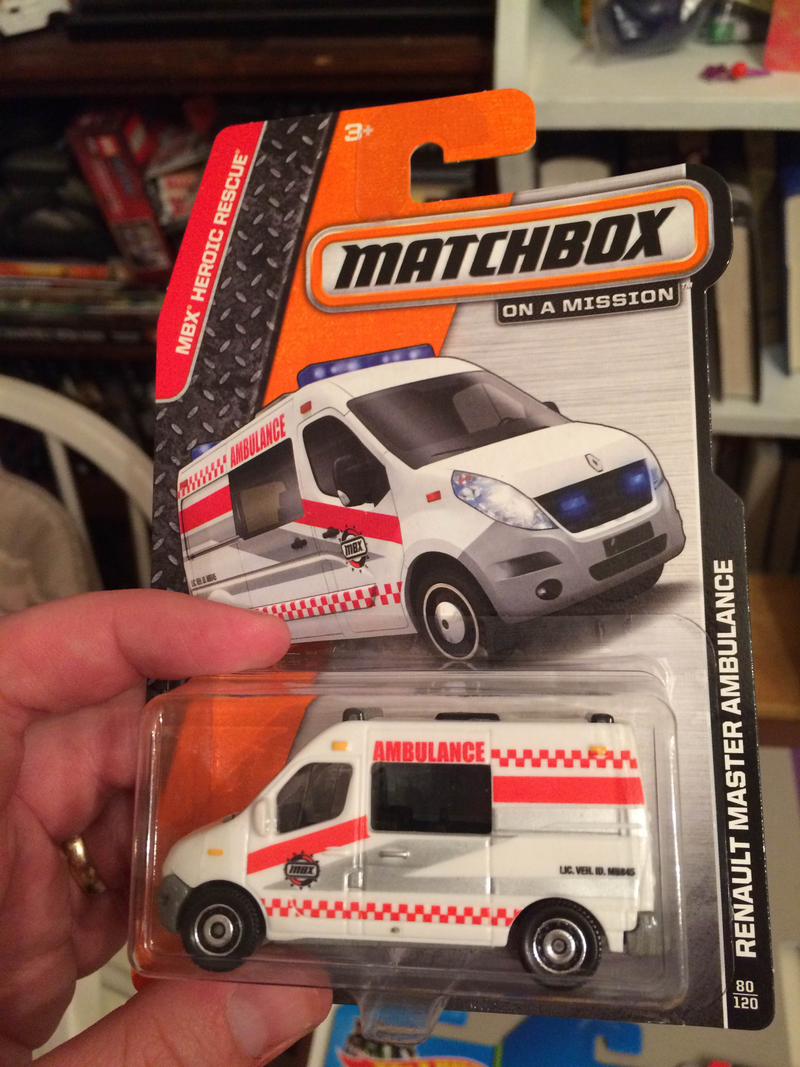 3+
MBX HEROIC RESCUE
MATCHBOX™
ON A MISSION
AMBULANCE
MBX
RENAULT MASTER AMBULANCE
80
120
AMBULANCE
MBX
LIC. VEH. ID. MB845